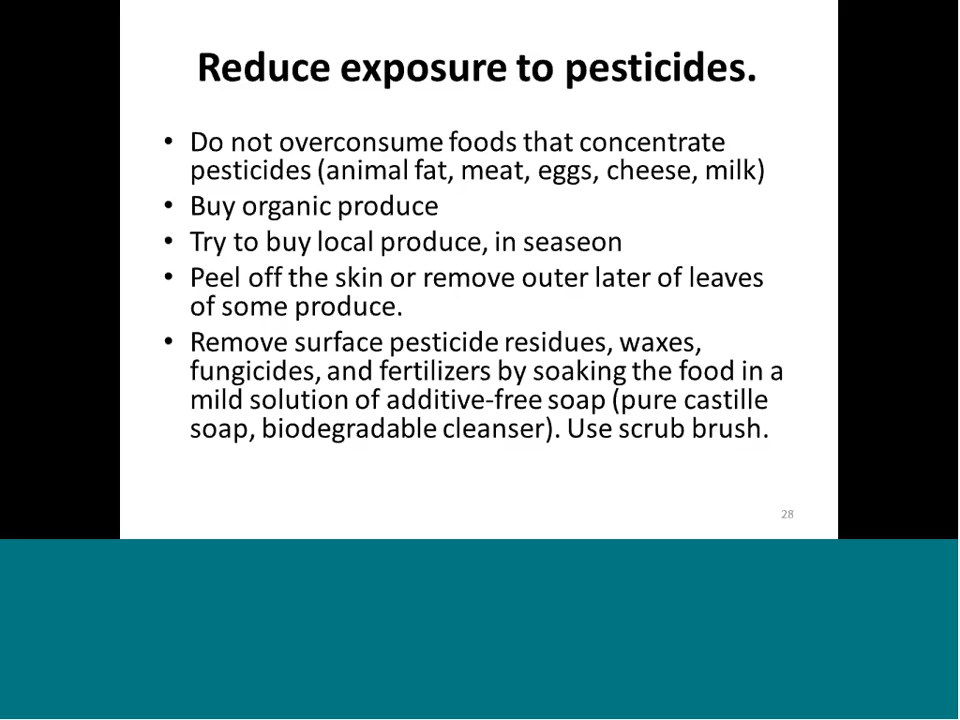 Reduce exposure to pesticides.
• Do not overconsume foods that concentrate
pesticides (animal fat, meat, eggs, cheese, milk)
• Buy organic produce
• Try to buy local produce, in seaseon
• Peel off the skin or remove outer later of leaves
of some produce.
• Remove surface pesticide residues, waxes,
fungicides, and fertilizers by soaking the food in a
mild solution of additive-free soap (pure castille
soap, biodegradable cleanser). Use scrub brush.
28